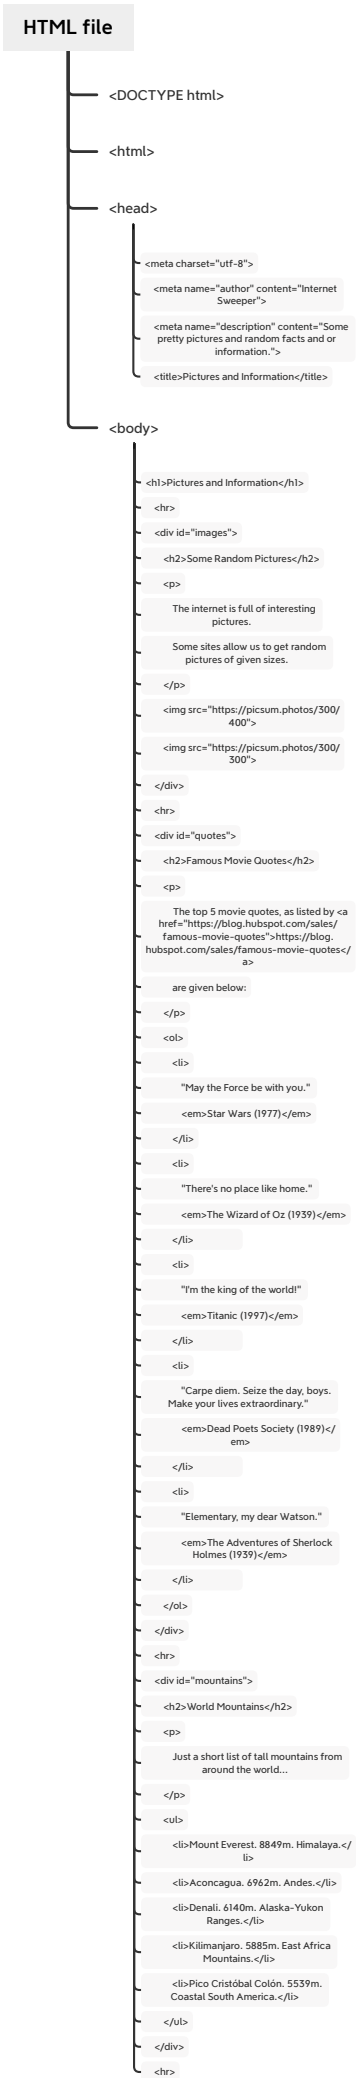 HTML file
<DOCTYPE html>
<html>
<head>
<meta charset="utf-8">
<meta name="author" content="Internet
Sweeper">
<meta name="description" content="Some
pretty pictures and random facts and or
information.">
<title>Pictures and Information</title>
<body>
<h1>Pictures and Information</h1>
<hr>
<div id="images">
<h2>Some Random Pictures</h2>
<p>
The internet is full of interesting
pictures.
Some sites allow us to get random
pictures of given sizes.
</p>
<img src="https://picsum.photos/300/
400">
<img src="https://picsum.photos/300/
300">
</div>
<hr>
<div id="quotes">
<h2>Famous Movie Quotes</h2>
<p>
The top 5 movie quotes, as listed by <a
href="https://blog.hubspot.com/sales/
famous-movie-quotes">https://blog.
hubspot.com/sales/famous-movie-quotes</
a>
are given below:
</p>
<ol>
<li>
"May the Force be with you."
<em>Star Wars (1977)</em>
</li>
<li>
"There's no place like home."
<em>The Wizard of Oz (1939)</em>
</li>
<li>
"I'm the king of the world!"
<em>Titanic (1997)</em>
</li>
<li>
"Carpe diem. Seize the day, boys.
Make your lives extraordinary."
<em>Dead Poets Society (1989)</
em>
</li>
<li>
"Elementary, my dear Watson."
<em>The Adventures of Sherlock
Holmes (1939)</em>
</li>
</ol>
</div>
<hr>
<div id="mountains">
<h2>World Mountains</h2>
<p>
Just a short list of tall mountains from
around the world...
</p>
<ul>
<li>Mount Everest. 8849m. Himalaya.</
li>
<li>Aconcagua. 6962m. Andes.</li>
<li>Denali. 6140m. Alaska-Yukon
Ranges.</li>
<li>Kilimanjaro. 5885m. East Africa
Mountains.</li>
<li>Pico Cristóbal Colón. 5539m.
Coastal South America.</li>
</ul>
</div>
<hr>